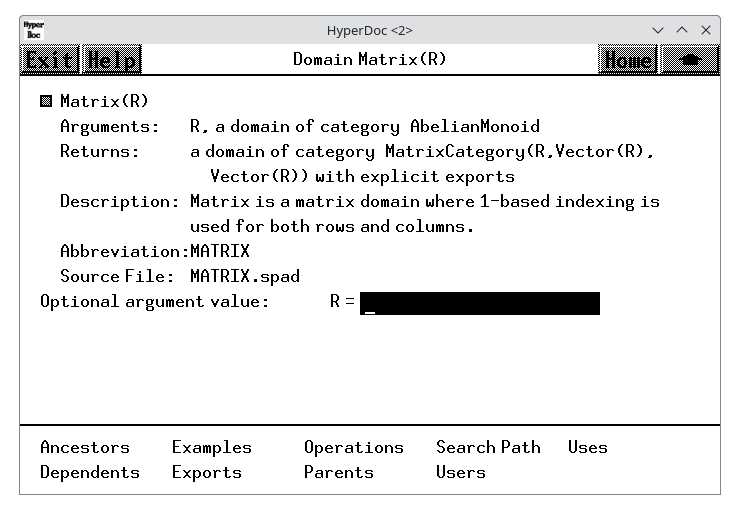 Hyper
Doc
HyperDoc <2>
Exit Help Domain Matrix(R) Home
Matrix(R)
Arguments: R, a domain of category AbelianMonoid
Returns: a domain of category MatrixCategory(R,Vector(R),
Vector(R)) with explicit exports
Description: Matrix is a matrix domain where 1-based indexing is
used for both rows and columns.
Abbreviation:MATRIX
Source File: MATRIX.spad
Optional argument value: R = _
Ancestors Examples Operations Search Path Uses
Dependents Exports Parents Users